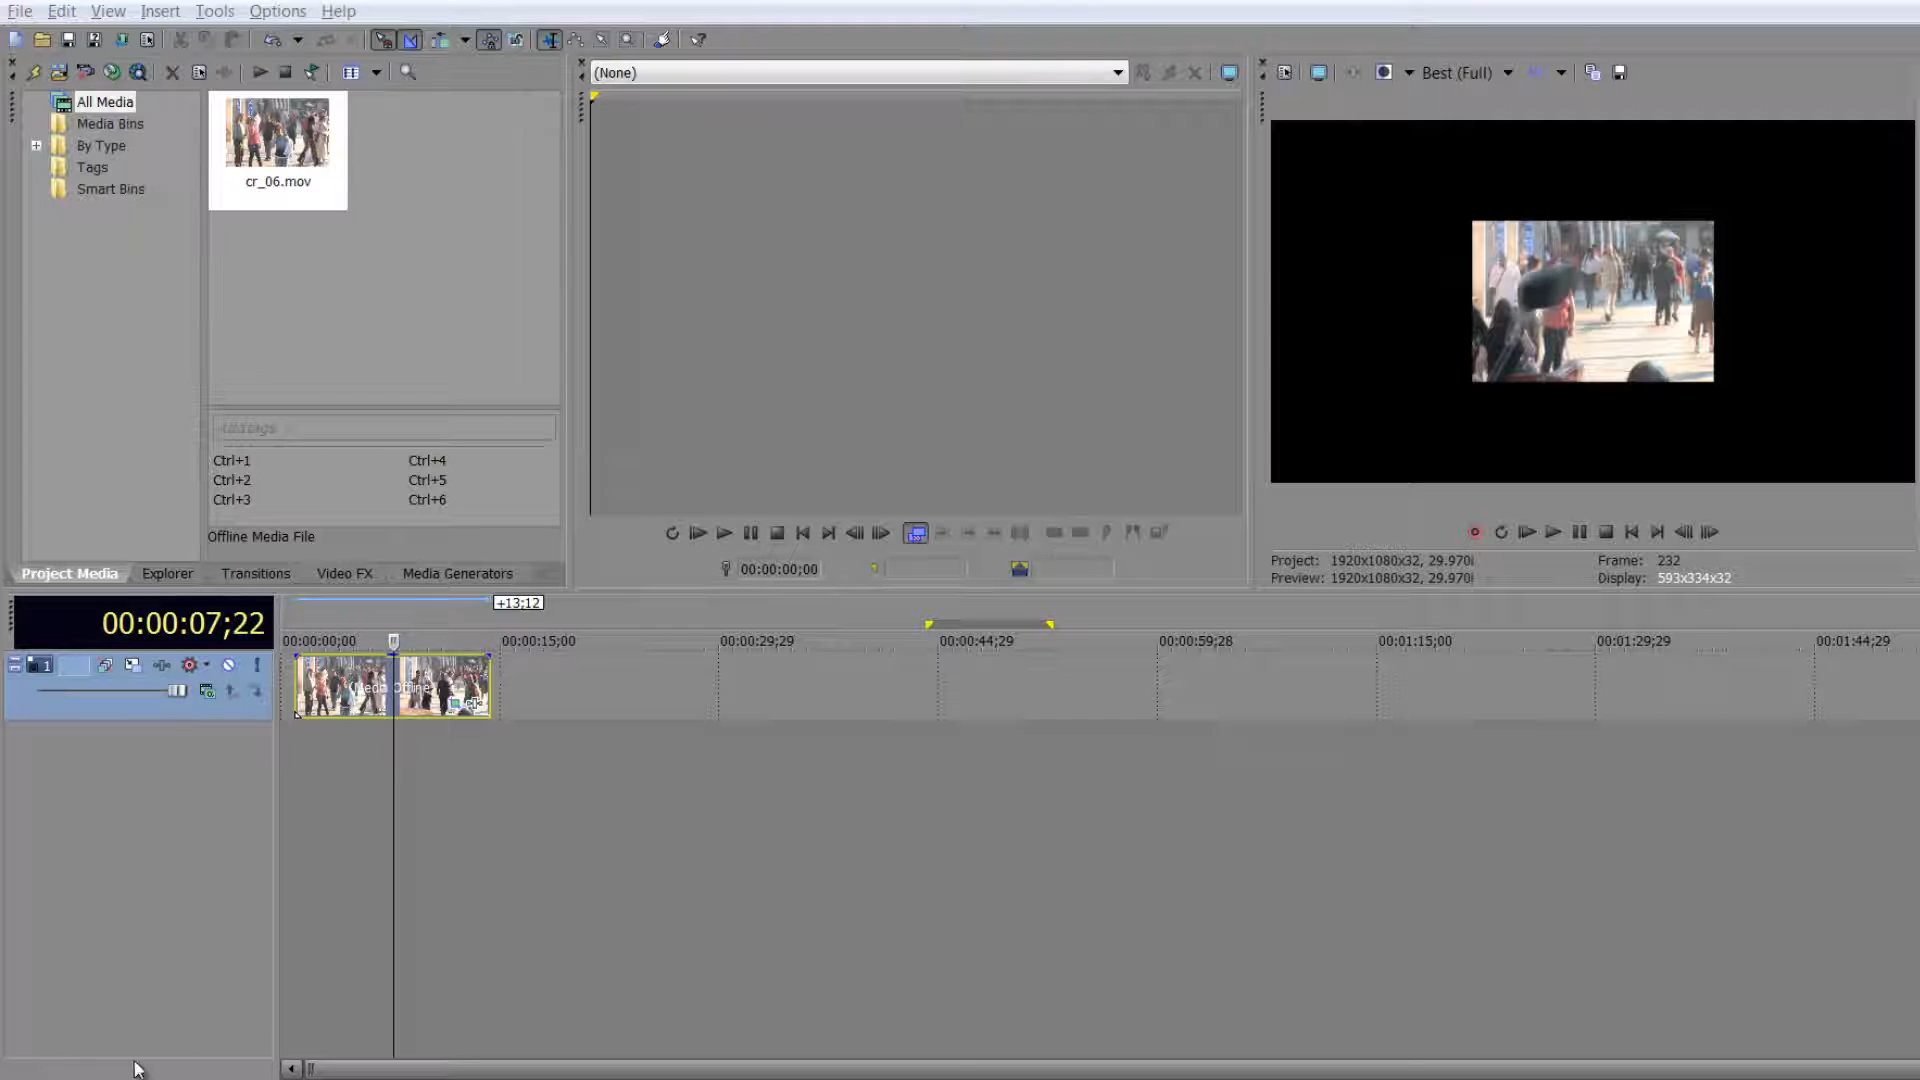 File Edit View Insert Tools Options Help
(None)
Best (Full)
All Media
Media Bins
By Type
Tags
Smart Bins
cr_06.mov
Ctrl+1 Ctrl+4
Ctrl+2 Ctrl+5
Ctrl+3 Ctrl+6
Offline Media File
00:00:00;00
Project: 1920x1080x32, 29.970i Frame: 232
Preview: 1920x1080x32, 29.970i Display: 593x334x32
Project Media Explorer Transitions Video FX Media Generators
00:00:07;22
+13;12
00:00:00;00 00:00:15;00 00:00:29;29 00:00:44;29 00:00:59;28 00:01:15;00 00:01:29;29 00:01:44;29
1
(Media Offline)